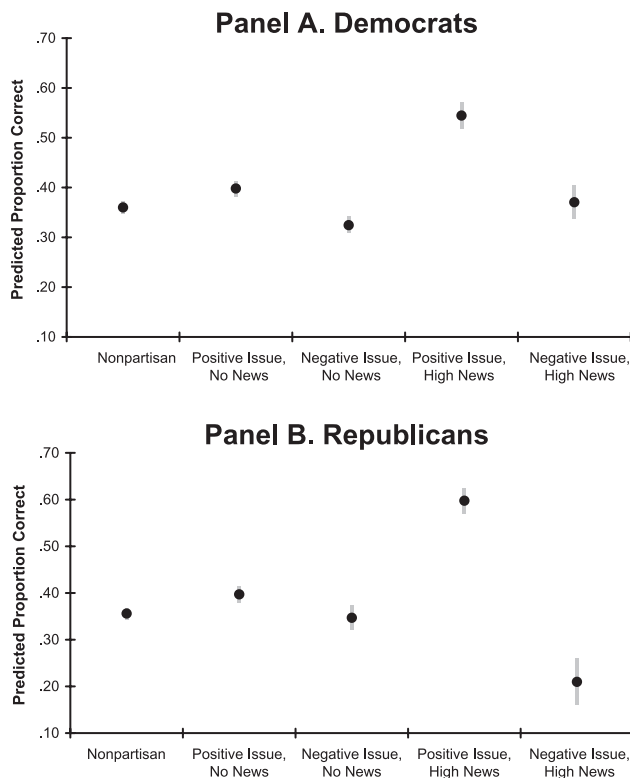 Panel A. Democrats
Predicted Proportion Correct
.70
.60
.50
.40
.30
.20
.10
Nonpartisan
Positive Issue,
No News
Negative Issue,
No News
Positive Issue,
High News
Negative Issue,
High News
Panel B. Republicans
Predicted Proportion Correct
.70
.60
.50
.40
.30
.20
.10
Nonpartisan
Positive Issue,
No News
Negative Issue,
No News
Positive Issue,
High News
Negative Issue,
High News